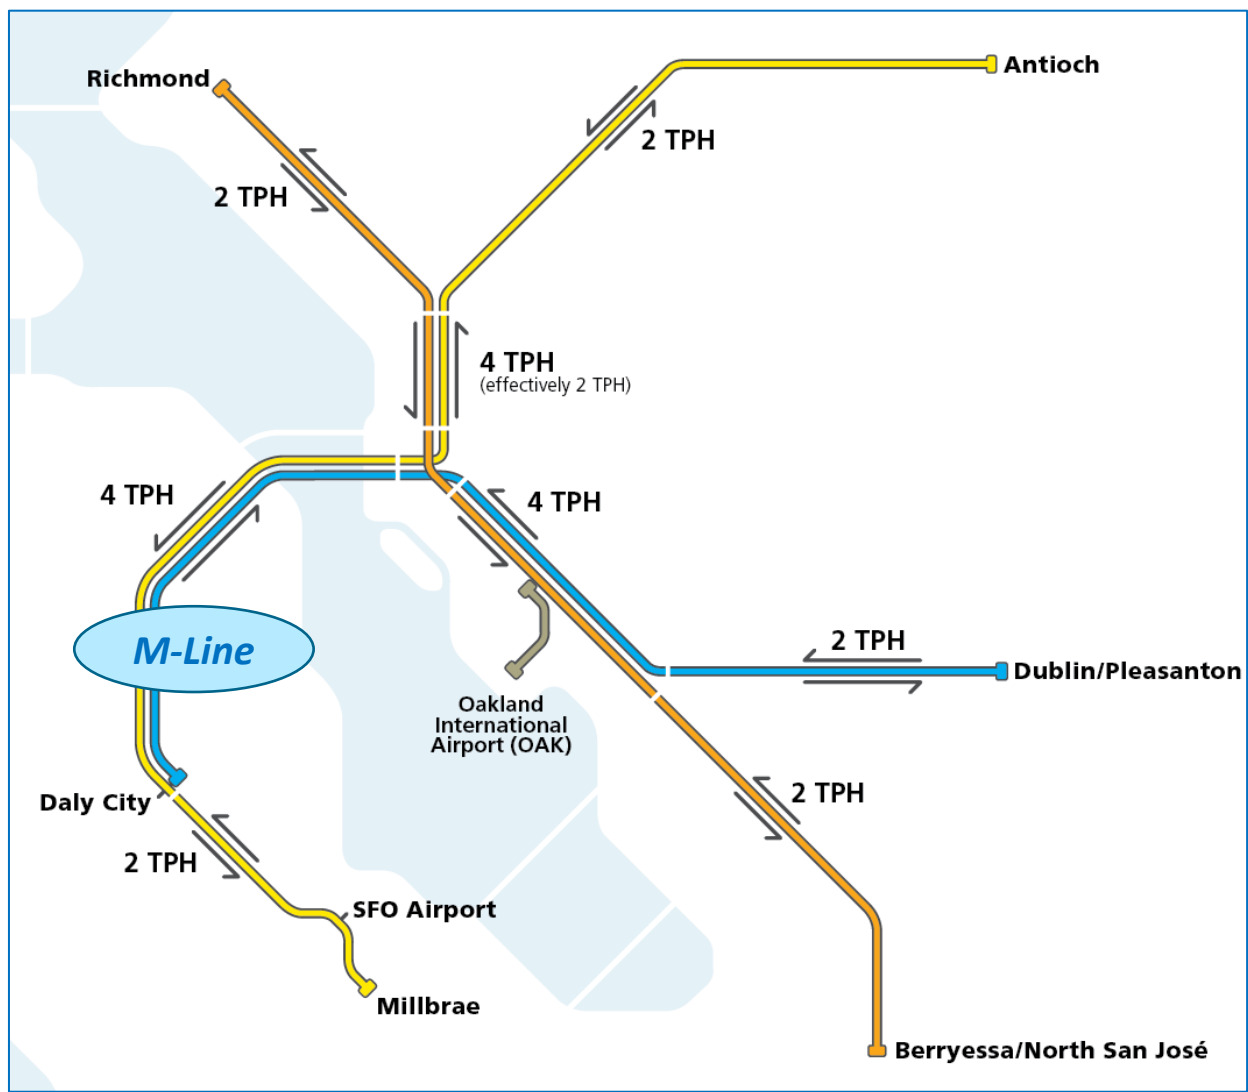 Richmond
Antioch
2 TPH
2 TPH
4 TPH
(effectively 2 TPH)
4 TPH
4 TPH
M-Line
2 TPH
Dublin/Pleasanton
Oakland
International
Airport (OAK)
Daly City
2 TPH
2 TPH
SFO Airport
Millbrae
Berryessa/North San José